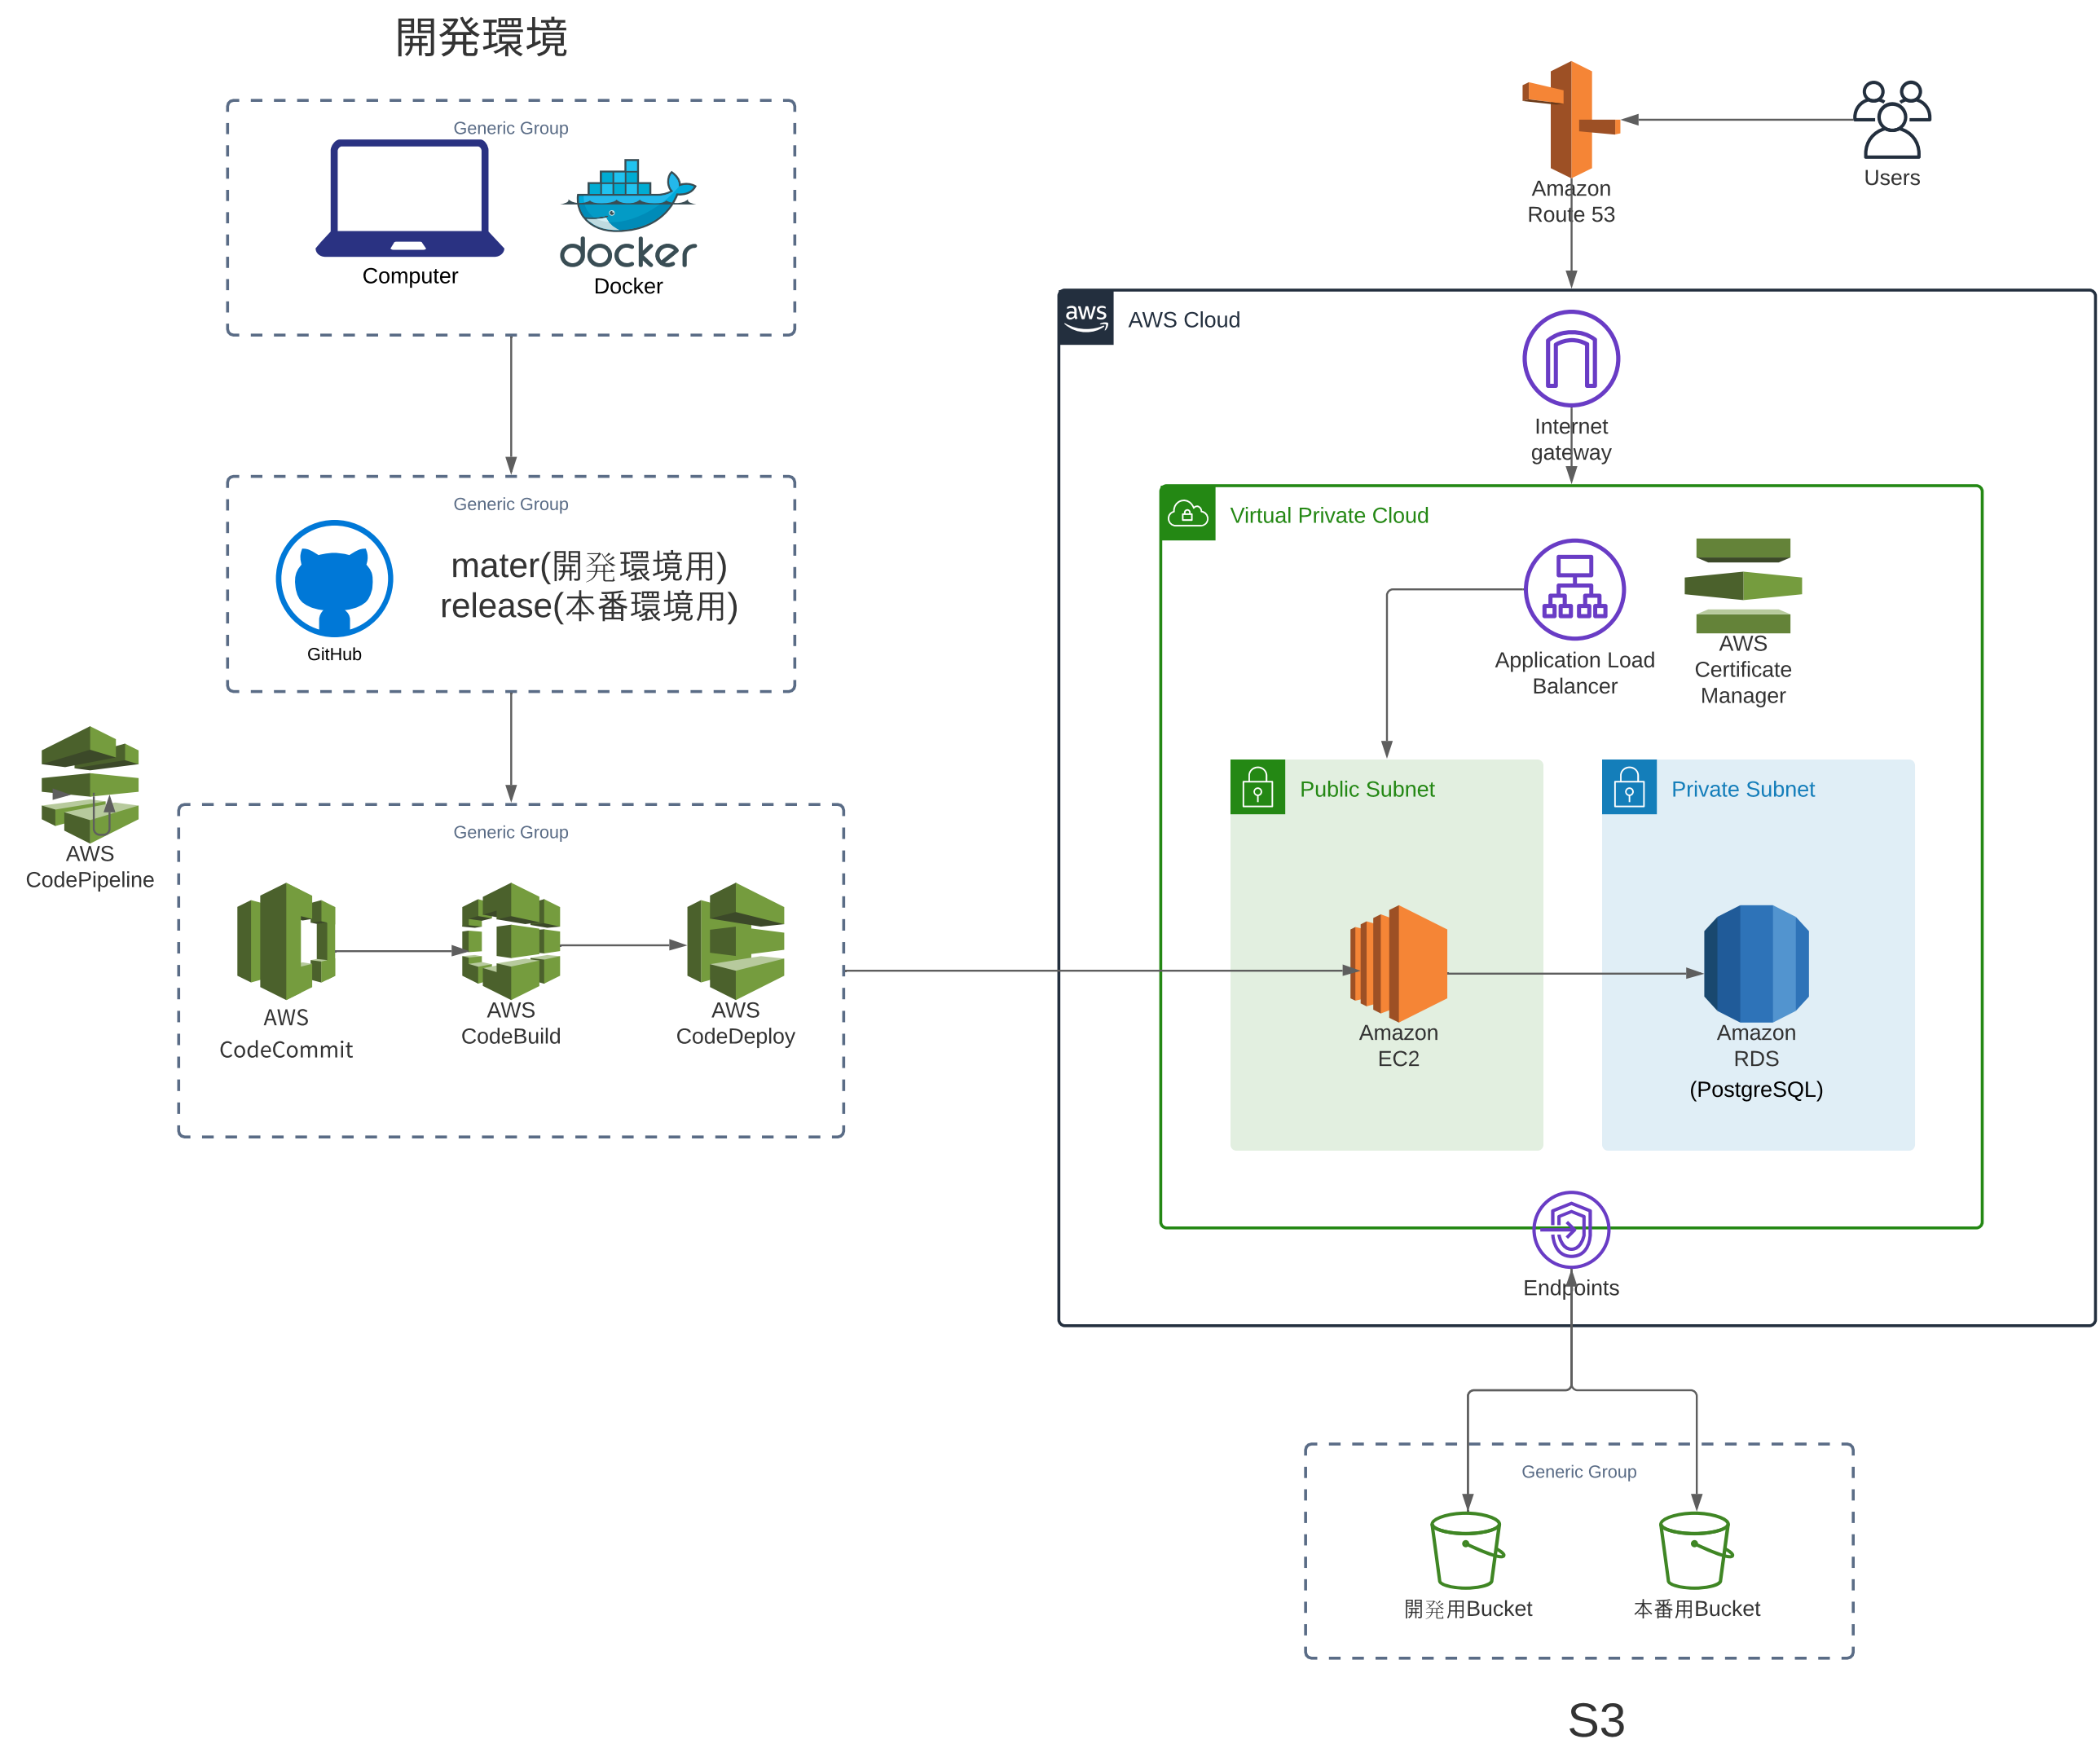 開発環境
Generic Group
Computer
docker
Docker
Generic Group
mater(開発環境用)
release(本番環境用)
GitHub
AWS
CodePipeline
Generic Group
AWS
CodeCommit
AWS
CodeBuild
AWS
CodeDeploy
Amazon
Route 53
Users
aws
AWS Cloud
Internet
gateway
Virtual Private Cloud
Application Load
Balancer
AWS
Certificate
Manager
Public Subnet
Private Subnet
Amazon
EC2
Amazon
RDS
(PostgreSQL)
Endpoints
Generic Group
開発用Bucket
本番用Bucket
S3